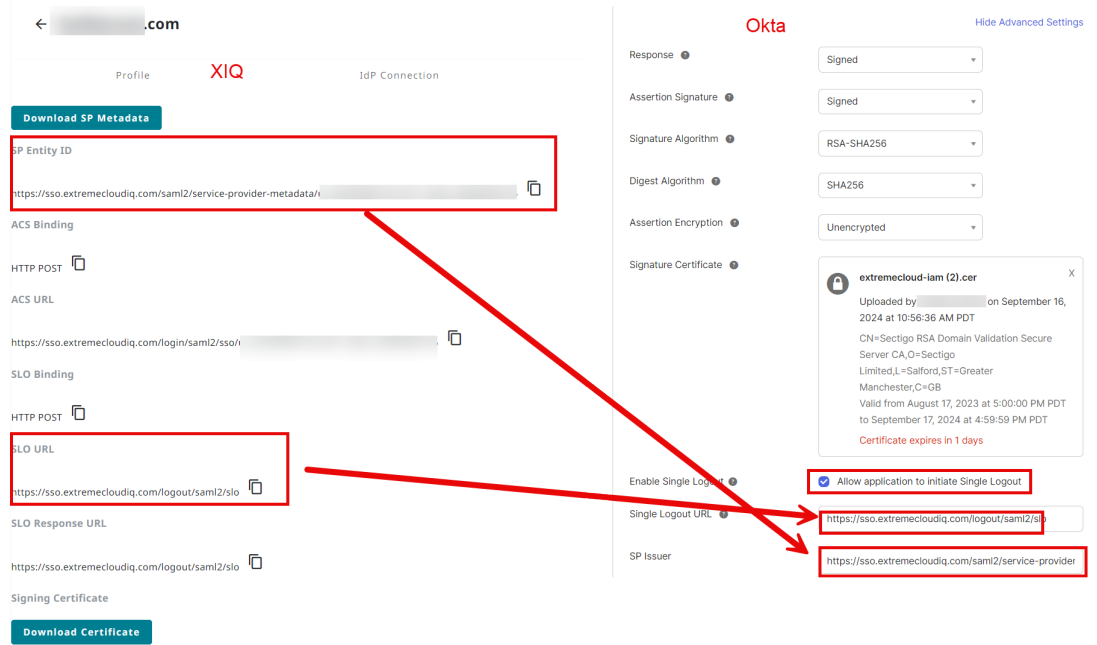 .com
XIQ
Profile
IdP Connection
Download SP Metadata
SP Entity ID
https://sso.extremecloudiq.com/saml2/service-provider-metadata/
ACS Binding
HTTP POST
ACS URL
https://sso.extremecloudiq.com/login/saml2/sso/
SLO Binding
HTTP POST
SLO URL
https://sso.extremecloudiq.com/logout/saml2/slo
SLO Response URL
https://sso.extremecloudiq.com/logout/saml2/slo
Signing Certificate
Download Certificate
Okta
Hide Advanced Settings
Response
Signed
Assertion Signature
Signed
Signature Algorithm
RSA-SHA256
Digest Algorithm
SHA256
Assertion Encryption
Unencrypted
Signature Certificate
extremecloud-iam (2).cer
X
Uploaded by on September 16,
2024 at 10:56:36 AM PDT
CN=Sectigo RSA Domain Validation Secure
Server CA,O=Sectigo
Limited,L=Salford,ST=Greater
Manchester,C=GB
Valid from August 17, 2023 at 5:00:00 PM PDT
to September 17, 2024 at 4:59:59 PM PDT
Certificate expires in 1 days
Enable Single Logout
Allow application to initiate Single Logout
Single Logout URL
https://sso.extremecloudiq.com/logout/saml2/slo
SP Issuer
https://sso.extremecloudiq.com/saml2/service-provider